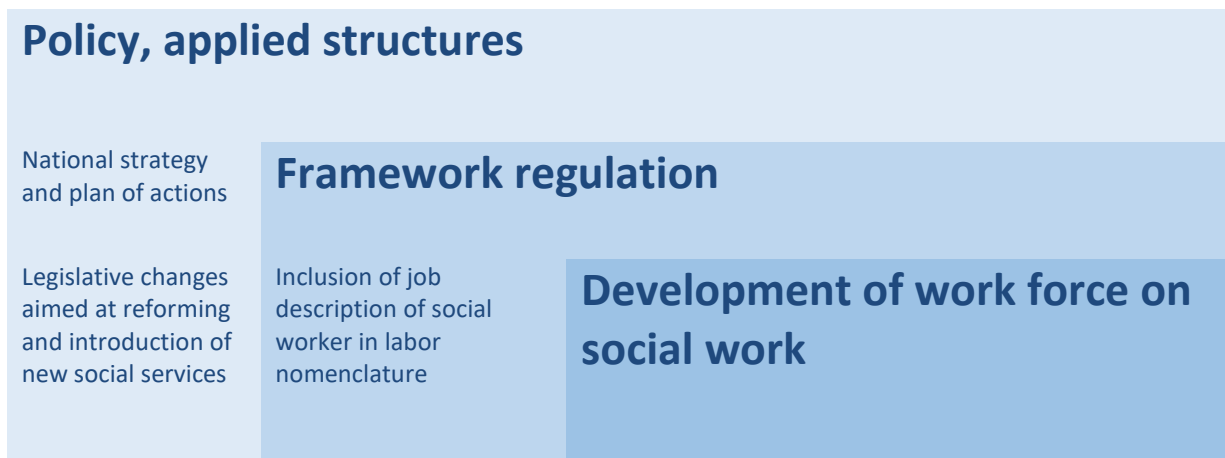 Policy, applied structures
National strategy
and plan of actions
Framework regulation
Legislative changes
aimed at reforming
and introduction of
new social services
Inclusion of job
description of social
worker in labor
nomenclature
Development of work force on
social work